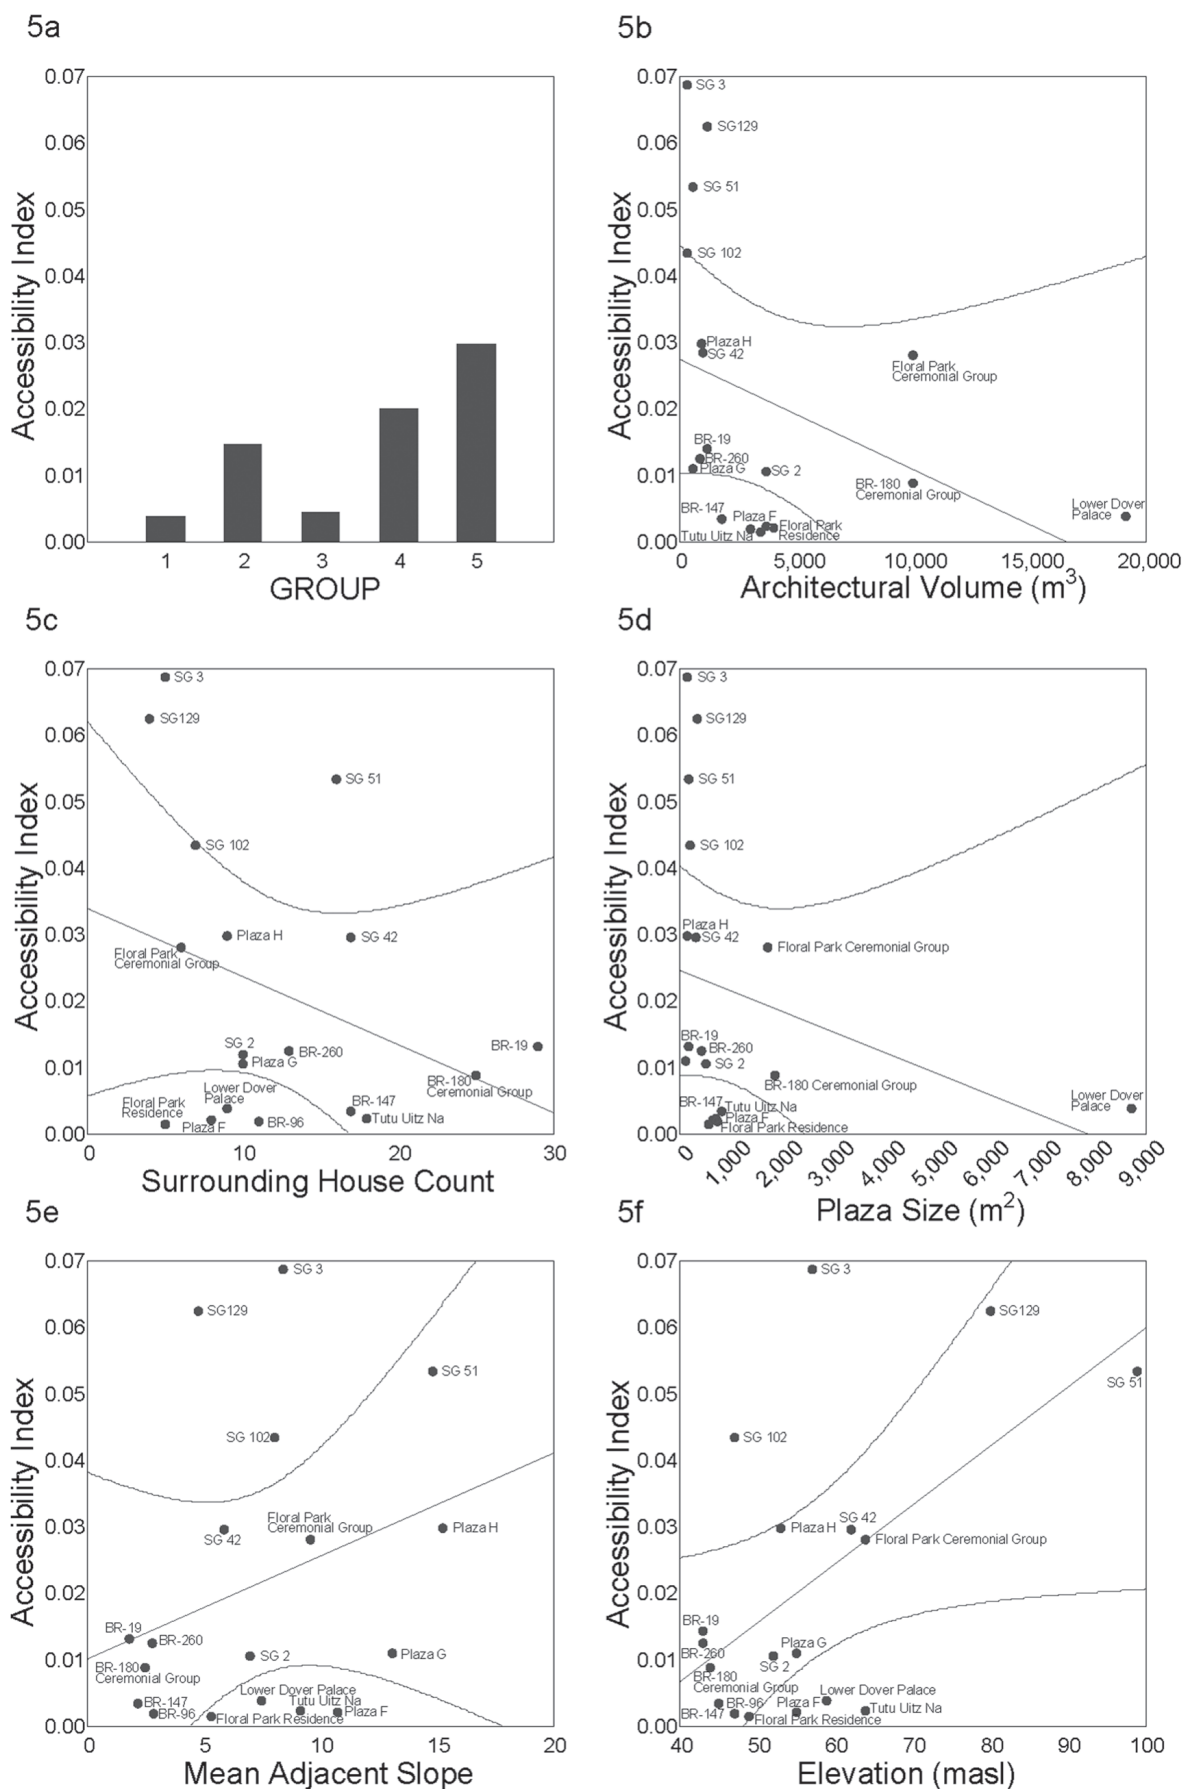 5a
0.07
0.06
0.05
0.04
0.03
0.02
0.01
0.00
Accessibility Index
1 2 3 4 5
GROUP
5b
0.07
0.06
0.05
0.04
0.03
0.02
0.01
0.00
Accessibility Index
SG 3
SG129
SG 51
SG 102
Plaza H
SG 42
Floral Park
Ceremonial Group
BR-19
BR-260
Plaza G
SG 2
BR-180
Ceremonial Group
BR-147
Plaza F
Floral Park
Residence
Tutu Uitz Na
Lower Dover
Palace
0 5,000 10,000 15,000 20,000
Architectural Volume (m³)
5c
0.07
0.06
0.05
0.04
0.03
0.02
0.01
0.00
Accessibility Index
SG 3
SG129
SG 51
SG 102
Plaza H
SG 42
Floral Park
Ceremonial Group
SG 2
BR-260
Plaza G
BR-19
BR-180
Ceremonial Group
Lower Dover
Palace
Floral Park
Residence
Plaza F
BR-96
BR-147
Tutu Uitz Na
0 10 20 30
Surrounding House Count
5d
0.07
0.06
0.05
0.04
0.03
0.02
0.01
0.00
Accessibility Index
SG 3
SG129
SG 51
SG 102
Plaza H
SG 42
Floral Park Ceremonial Group
BR-19
BR-260
SG 2
BR-180 Ceremonial Group
BR-147
Tutu Uitz Na
Plaza F
Floral Park Residence
Lower Dover
Palace
0 1,000 2,000 3,000 4,000 5,000 6,000 7,000 8,000 9,000
Plaza Size (m²)
5e
0.07
0.06
0.05
0.04
0.03
0.02
0.01
0.00
Accessibility Index
SG 3
SG129
SG 51
SG 102
Floral Park
Ceremonial Group
SG 42
Plaza H
BR-19
BR-260
BR-180
Ceremonial Group
SG 2
Plaza G
BR-147
BR-96
Lower Dover Palace
Tutu Uitz Na
Plaza F
Floral Park Residence
0 5 10 15 20
Mean Adjacent Slope
5f
0.07
0.06
0.05
0.04
0.03
0.02
0.01
0.00
Accessibility Index
SG 3
SG129
SG 51
SG 102
SG 42
Plaza H
Floral Park Ceremonial Group
BR-19
BR-260
Plaza G
SG 2
BR-180
Ceremonial Group
BR-96
Plaza F
Lower Dover Palace
Tutu Uitz Na
BR-147
Floral Park Residence
40 50 60 70 80 90 100
Elevation (masl)